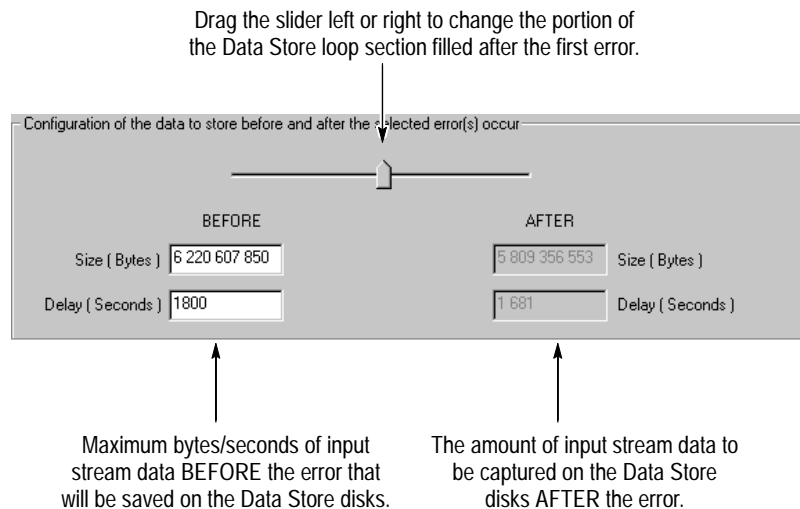 Drag the slider left or right to change the portion of
the Data Store loop section filled after the first error.
Configuration of the data to store before and after the selected error(s) occur
BEFORE
AFTER
Size ( Bytes ) 6 220 607 850
5 809 356 553 Size ( Bytes )
Delay ( Seconds ) 1800
1 681 Delay ( Seconds )
Maximum bytes/seconds of input
stream data BEFORE the error that
will be saved on the Data Store disks.
The amount of input stream data to
be captured on the Data Store
disks AFTER the error.